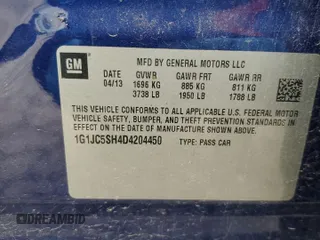 GM
MFD BY GENERAL MOTORS LLC
DATE GVWR GAWR FRT GAWR RR
04/13 1696 KG 885 KG 811 KG
3738 LB 1950 LB 1788 LB
THIS VEHICLE CONFORMS TO ALL APPLICABLE U.S. FEDERAL MOTOR
VEHICLE SAFETY, BUMPER, AND THEFT PREVENTION STANDARDS IN
EFFECT ON THE DATE OF MANUFACTURE SHOWN ABOVE.
1G1JC5SH4D4204450 TYPE: PASS CAR
DREAMBID